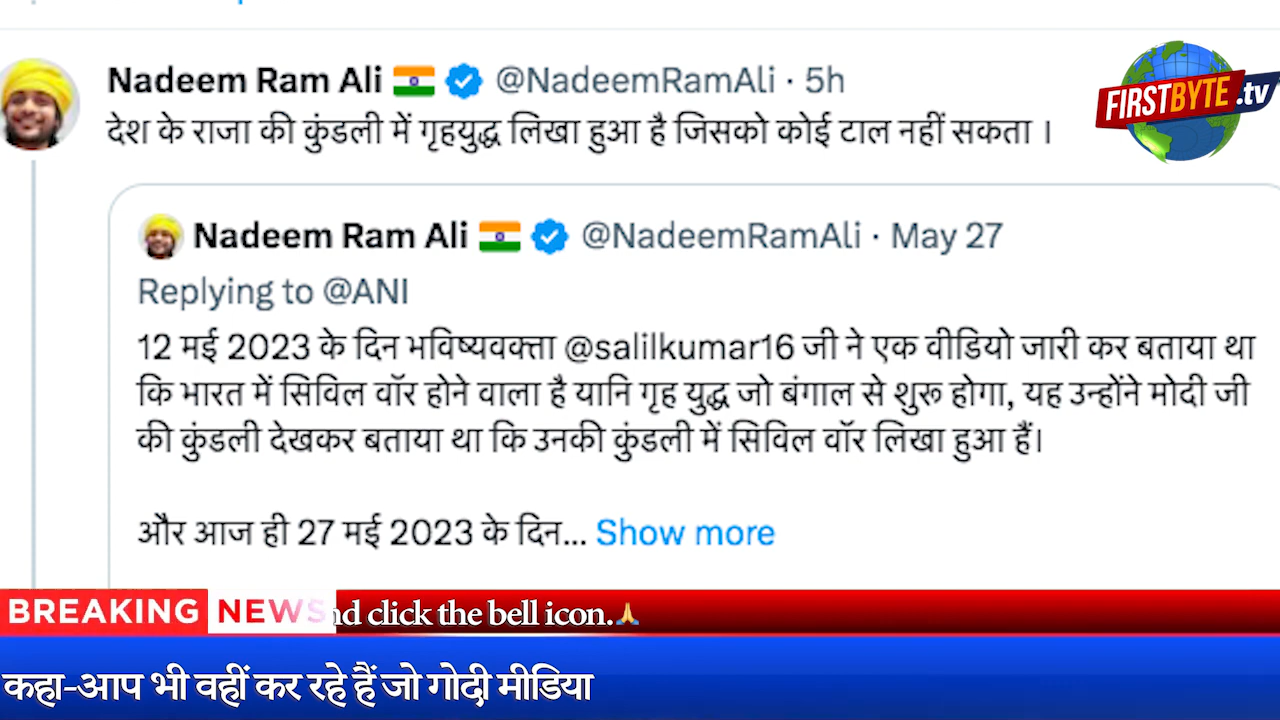 Nadeem Ram Ali @NadeemRamAli · 5h
देश के राजा की कुंडली में गृहयुद्ध लिखा हुआ है जिसको कोई टाल नहीं सकता ।
FIRSTBYTE.tv
Nadeem Ram Ali @NadeemRamAli · May 27
Replying to @ANI
12 मई 2023 के दिन भविष्यवक्ता @salilkumar16 जी ने एक वीडियो जारी कर बताया था
कि भारत में सिविल वॉर होने वाला है यानि गृह युद्ध जो बंगाल से शुरू होगा, यह उन्होंने मोदी जी
की कुंडली देखकर बताया था कि उनकी कुंडली में सिविल वॉर लिखा हुआ हैं।
और आज ही 27 मई 2023 के दिन... Show more
BREAKING NEWS click the bell icon.🙏
कहा-आप भी वहीं कर रहे हैं जो गोदी मीडिया